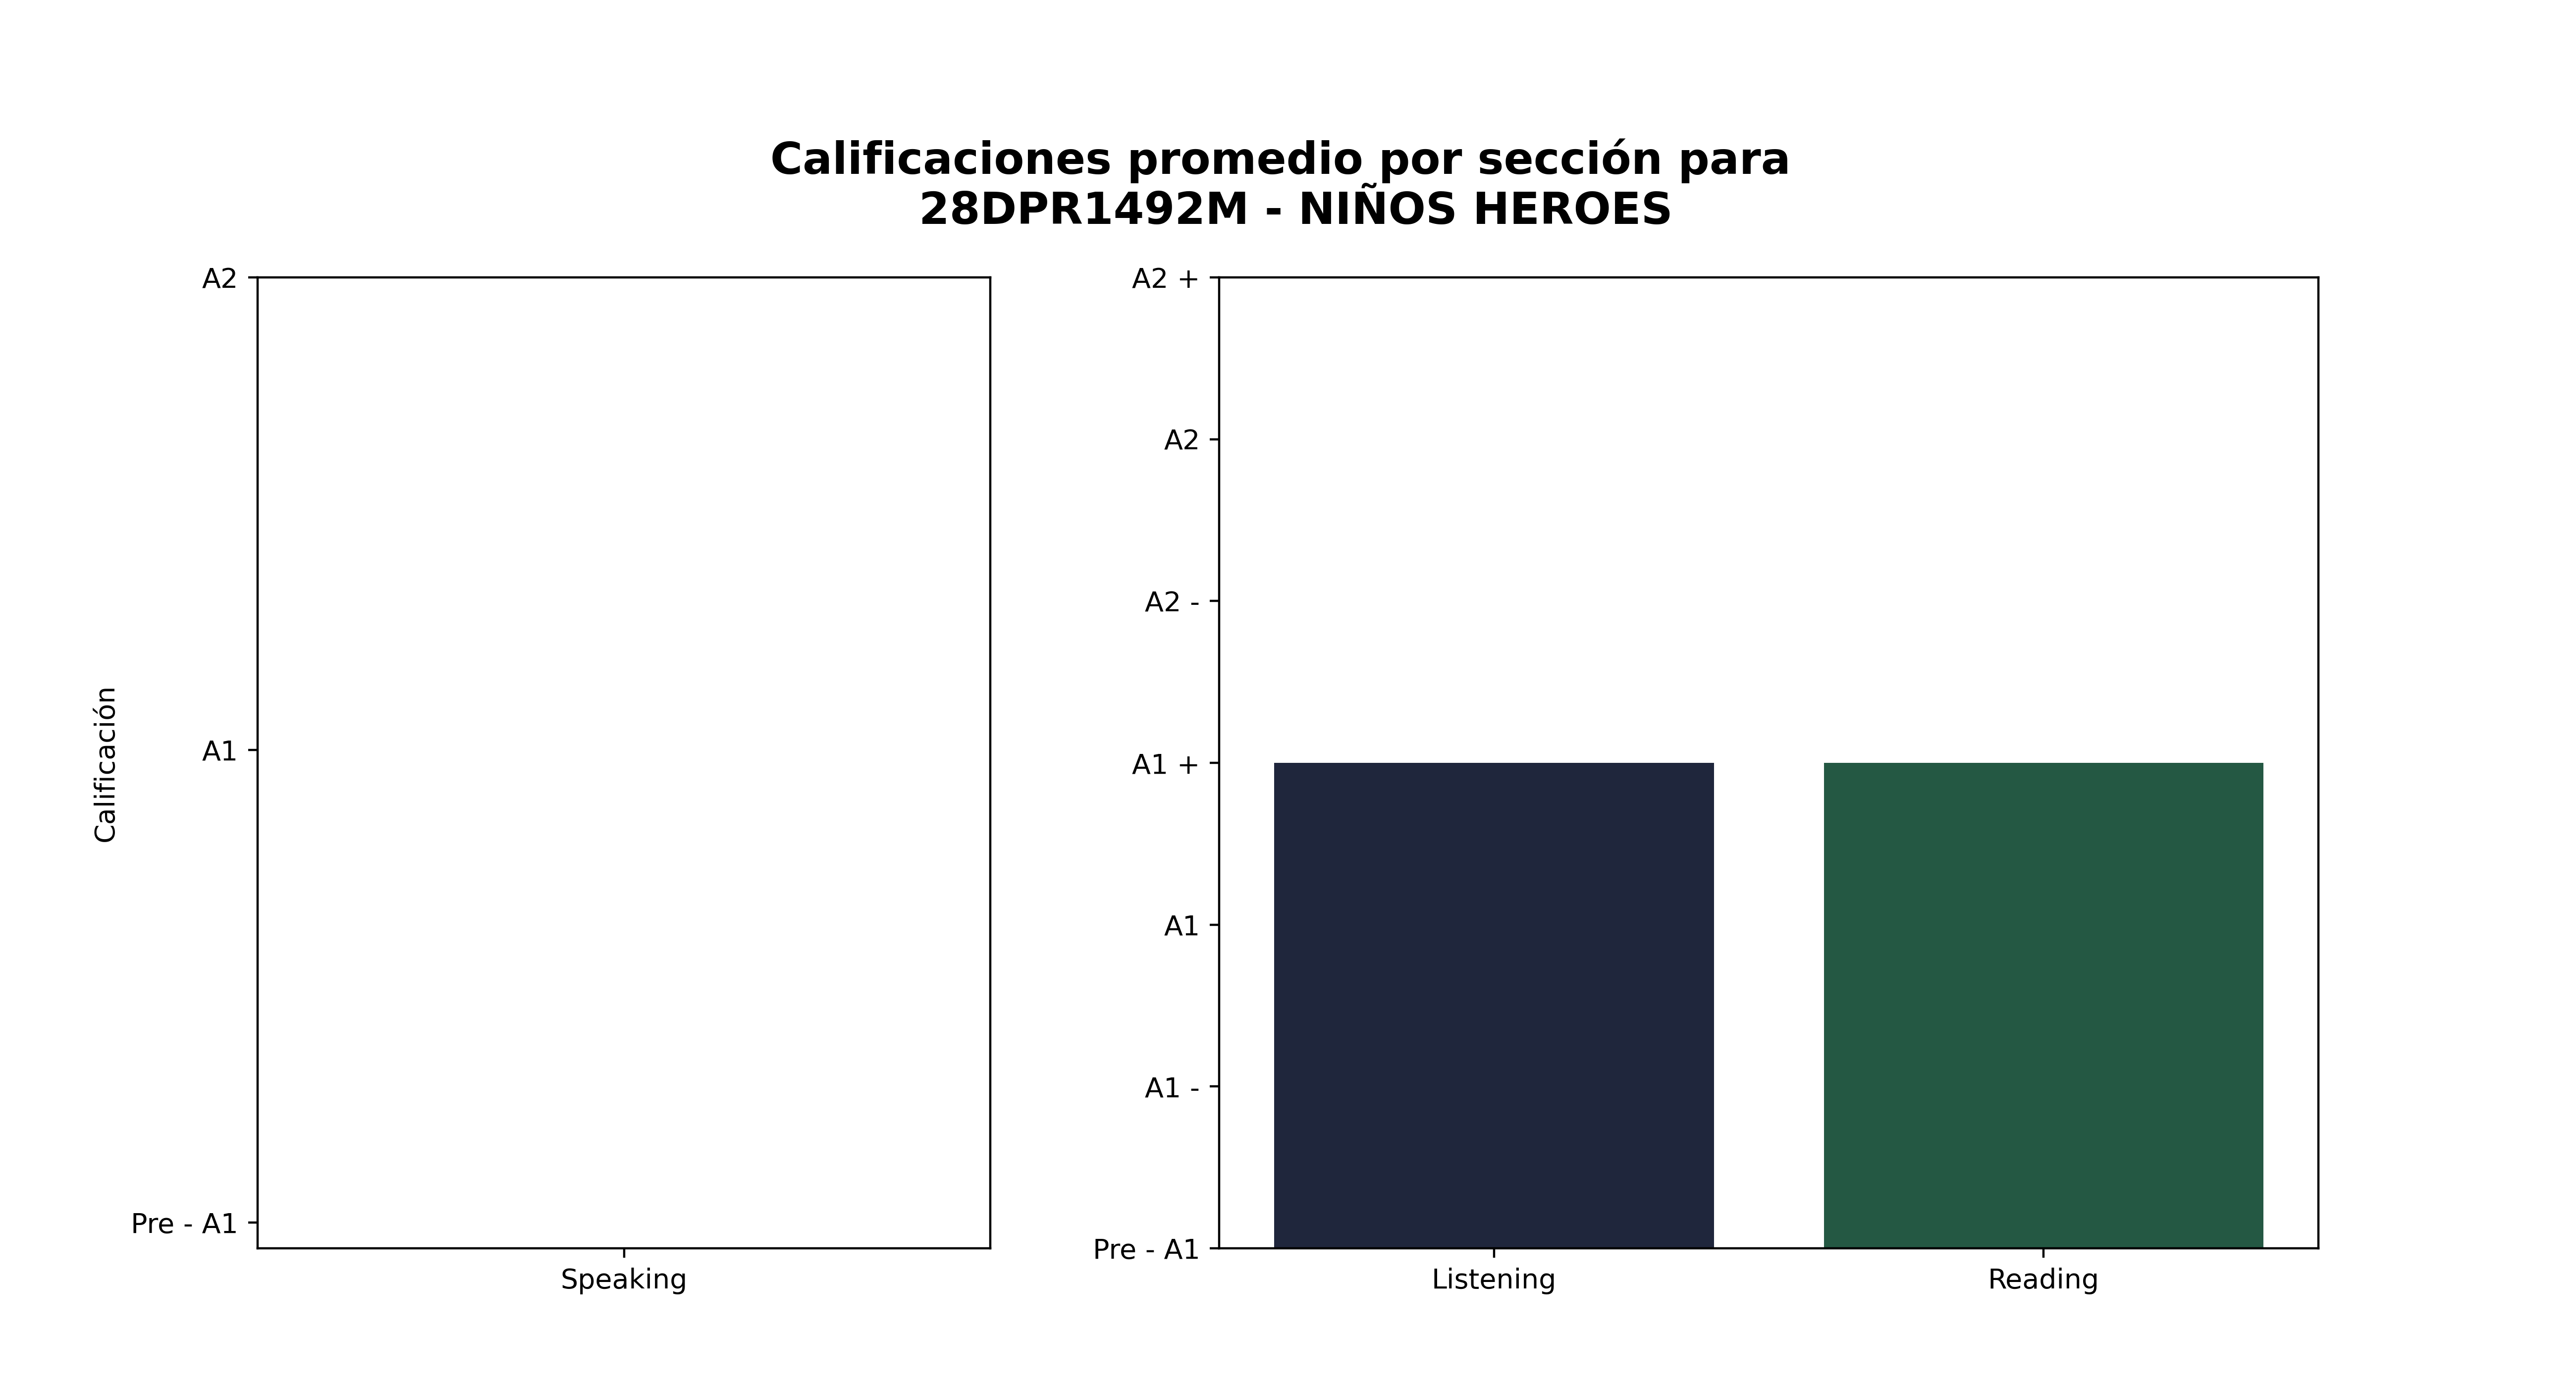 Calificaciones promedio por sección para
28DPR1492M - NIÑOS HEROES
Calificación
A2
A1
Pre - A1
Speaking
A2 +
A2
A2 -
A1 +
A1
A1 -
Pre - A1
Listening
Reading